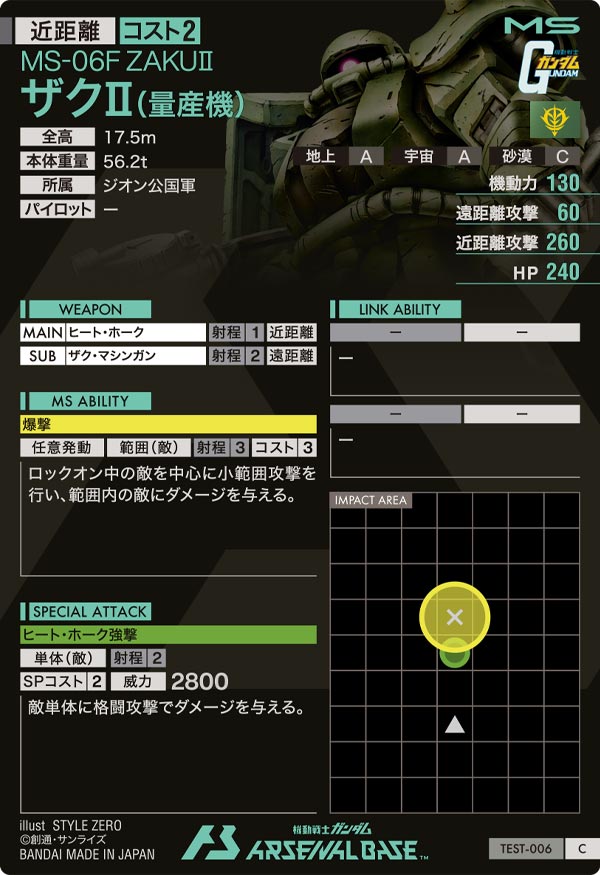 近距離 コスト2
MS
MS-06F ZAKUⅡ
機動戦士
ガンダム
GUNDAM
ザクⅡ(量産機)
全高 17.5m
本体重量 56.2t
所属 ジオン公国軍
パイロット ー
地上 A 宇宙 A 砂漠 C
機動力 130
遠距離攻撃 60
近距離攻撃 260
HP 240
WEAPON
MAIN ヒート・ホーク 射程 1 近距離
SUB ザク・マシンガン 射程 2 遠距離
MS ABILITY
爆撃
任意発動 範囲(敵) 射程 3 コスト 3
ロックオン中の敵を中心に小範囲攻撃を
行い、範囲内の敵にダメージを与える。
SPECIAL ATTACK
ヒート・ホーク強撃
単体(敵) 射程 2
SPコスト 2 威力 2800
敵単体に格闘攻撃でダメージを与える。
LINK ABILITY
ー ー
ー
ー ー
ー
IMPACT AREA
illust STYLE ZERO
©創通・サンライズ
BANDAI MADE IN JAPAN
AB
機動戦士ガンダム
ARSENAL BASE™
TEST-006 C